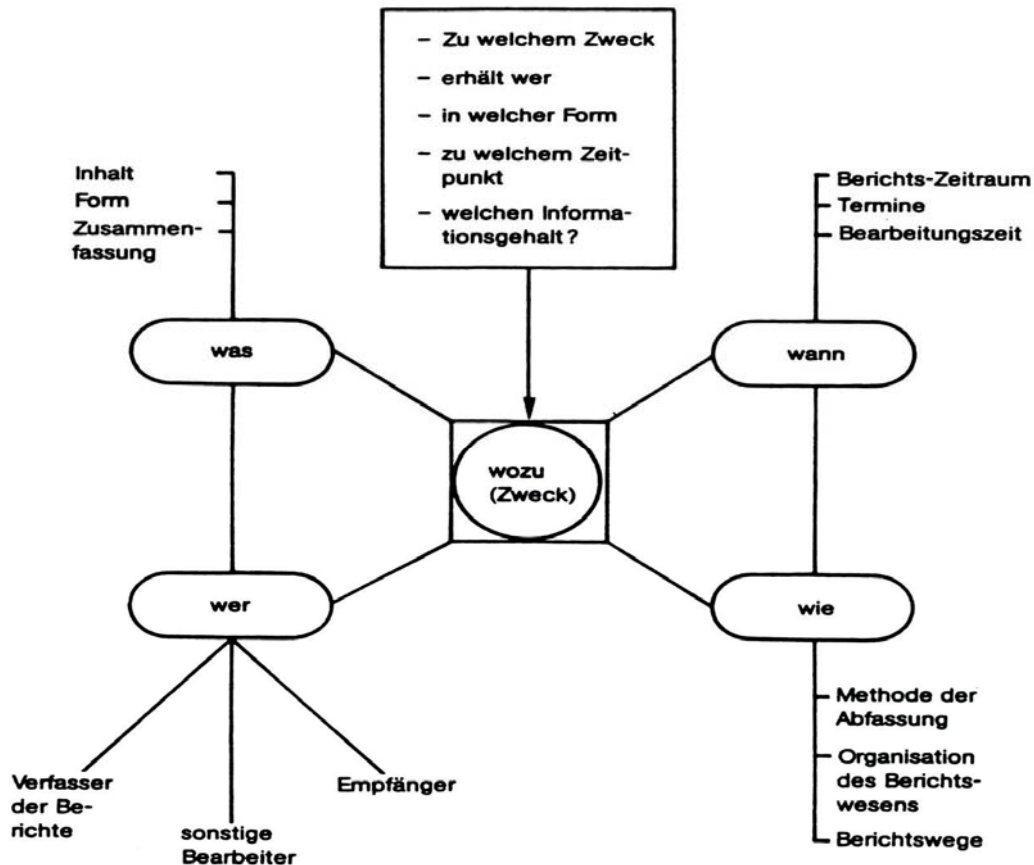 – Zu welchem Zweck
– erhält wer
– in welcher Form
– zu welchem Zeit-
punkt
– welchen Informa-
tionsgehalt?
Inhalt
Form
Zusammen-
fassung
Berichts-Zeitraum
Termine
Bearbeitungszeit
was
wann
wozu
(Zweck)
wer
wie
Verfasser
der Be-
richte
sonstige
Bearbeiter
Empfänger
Methode der
Abfassung
Organisation
des Berichts-
wesens
Berichtswege